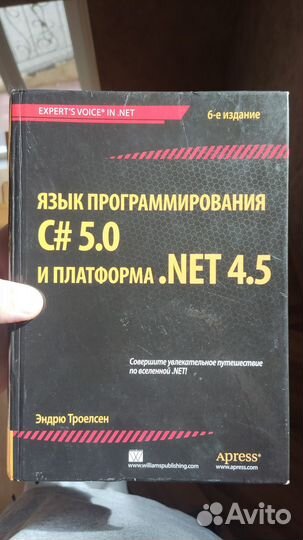 EXPERT'S VOICE® IN .NET
6-е издание
ЯЗЫК ПРОГРАММИРОВАНИЯ
C# 5.0
И ПЛАТФОРМА .NET 4.5
Совершите увлекательное путешествие
по вселенной .NET!
Эндрю Троелсен
www.williamspublishing.com
Apress®
www.apress.com
Avito